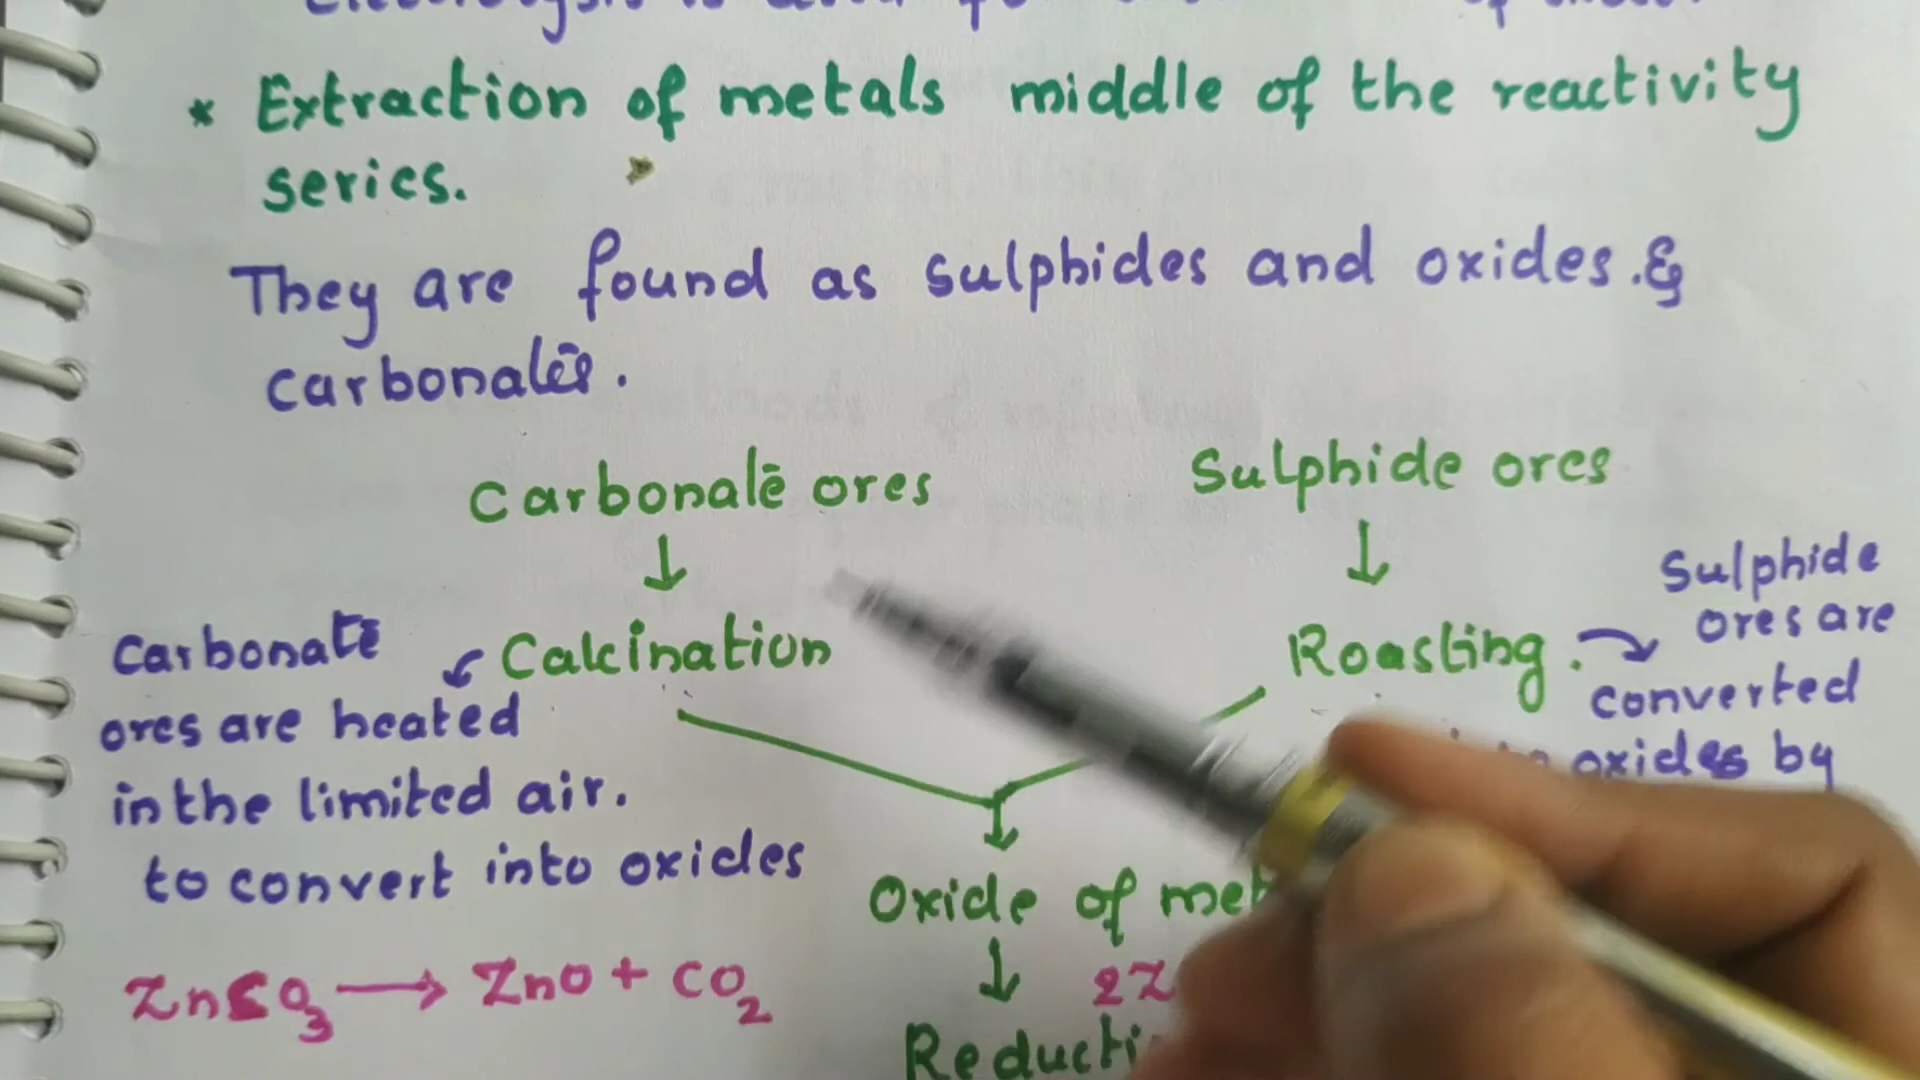 * Extraction of metals middle of the reactivity
series.
They are found as sulphides and oxides. &
carbonates.
Carbonate ores
Sulphide ores
↓
↓
Calcination
Roasting.
Carbonate
ores are heated
in the limited air.
to convert into oxides
Sulphide
ores are
converted
oxides by
Oxide of
↓
ZnCO3 → ZnO + CO2
2Z